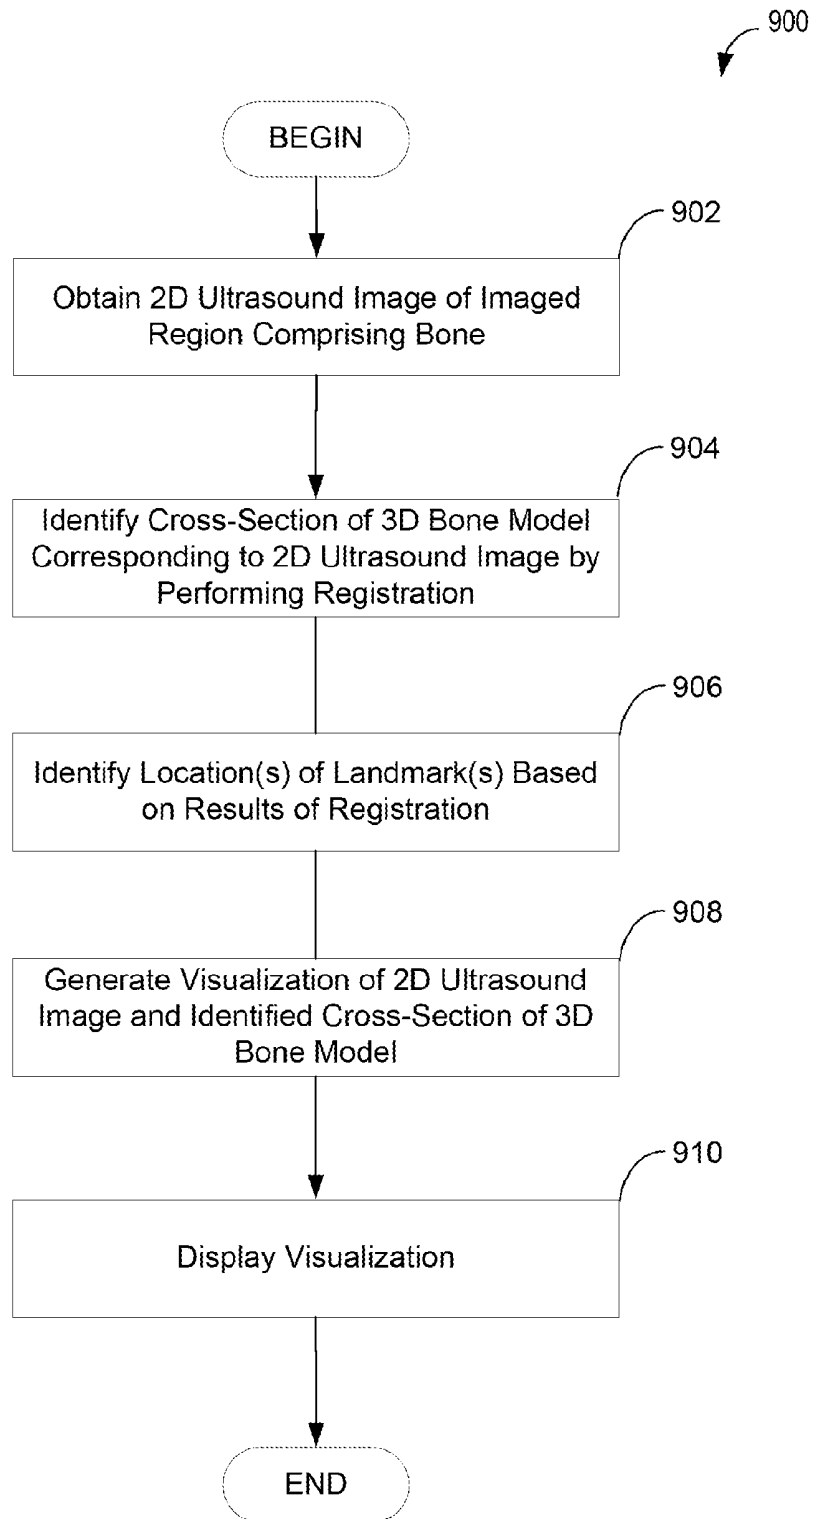 900
BEGIN
902
Obtain 2D Ultrasound Image of Imaged
Region Comprising Bone
904
Identify Cross-Section of 3D Bone Model
Corresponding to 2D Ultrasound Image by
Performing Registration
906
Identify Location(s) of Landmark(s) Based
on Results of Registration
908
Generate Visualization of 2D Ultrasound
Image and Identified Cross-Section of 3D
Bone Model
910
Display Visualization
END